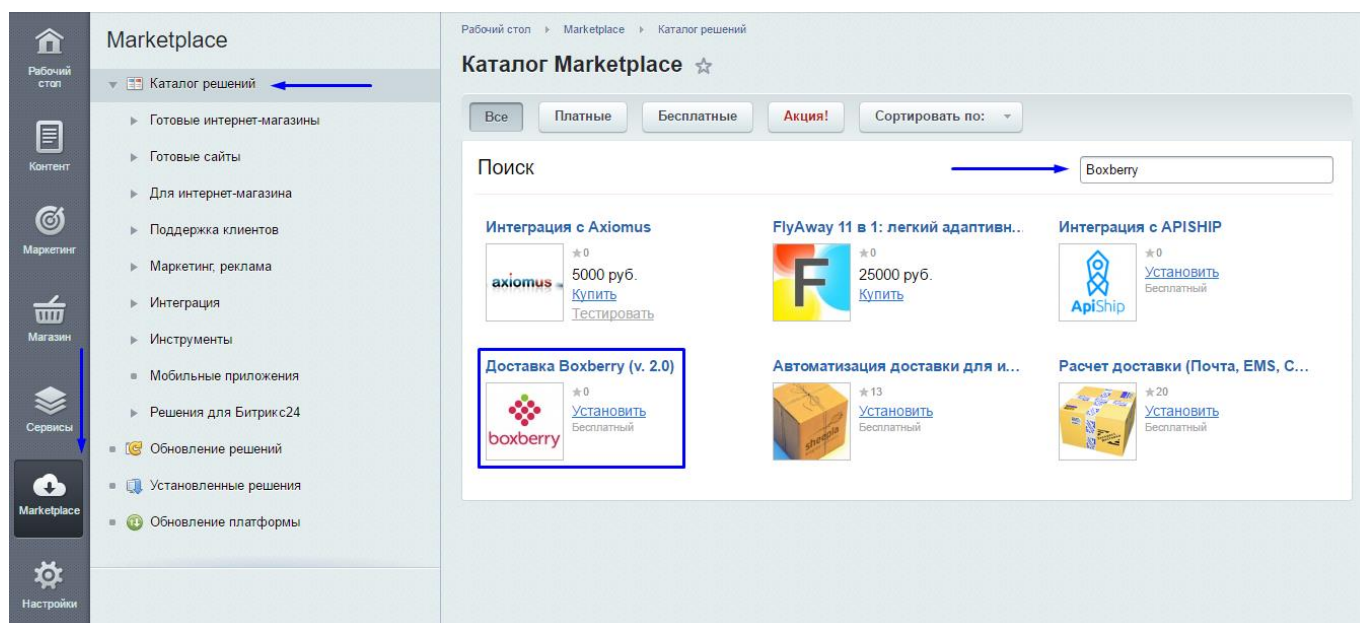 Рабочий
стол
Контент
Маркетинг
Магазин
Сервисы
Marketplace
Настройки
Marketplace
Каталог решений
Готовые интернет-магазины
Готовые сайты
Для интернет-магазина
Поддержка клиентов
Маркетинг, реклама
Интеграция
Инструменты
Мобильные приложения
Решения для Битрикс24
Обновление решений
Установленные решения
Обновление платформы
Рабочий стол Marketplace Каталог решений
Каталог Marketplace
Все Платные Бесплатные Акция! Сортировать по:
Поиск Boxberry
Интеграция с Axiomus
axiomus
0
5000 руб.
Купить
Тестировать
FlyAway 11 в 1: легкий адаптивн...
F
0
25000 руб.
Купить
Интеграция с APISHIP
ApiShip
0
Установить
Бесплатный
Доставка Boxberry (v. 2.0)
boxberry
0
Установить
Бесплатный
Автоматизация доставки для и...
sheepla
13
Установить
Бесплатный
Расчет доставки (Почта, EMS, С...
20
Установить
Бесплатный